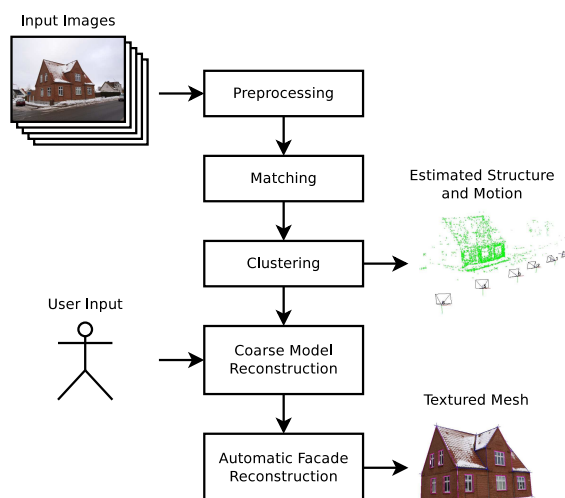 Input Images
Preprocessing
Matching
Estimated Structure
and Motion
Clustering
User Input
Coarse Model
Reconstruction
Textured Mesh
Automatic Facade
Reconstruction